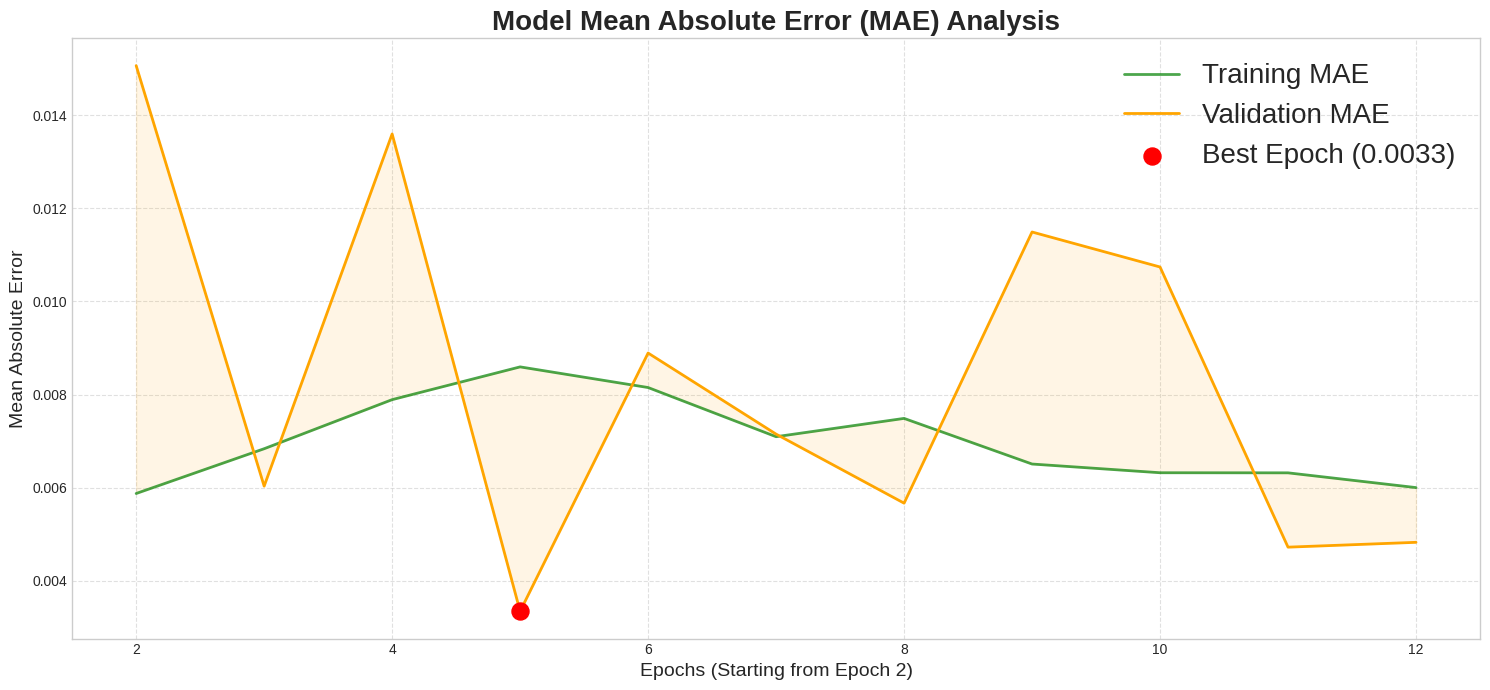 Model Mean Absolute Error (MAE) Analysis
Training MAE
Validation MAE
Best Epoch (0.0033)
Mean Absolute Error
0.014
0.012
0.010
0.008
0.006
0.004
2 4 6 8 10 12
Epochs (Starting from Epoch 2)